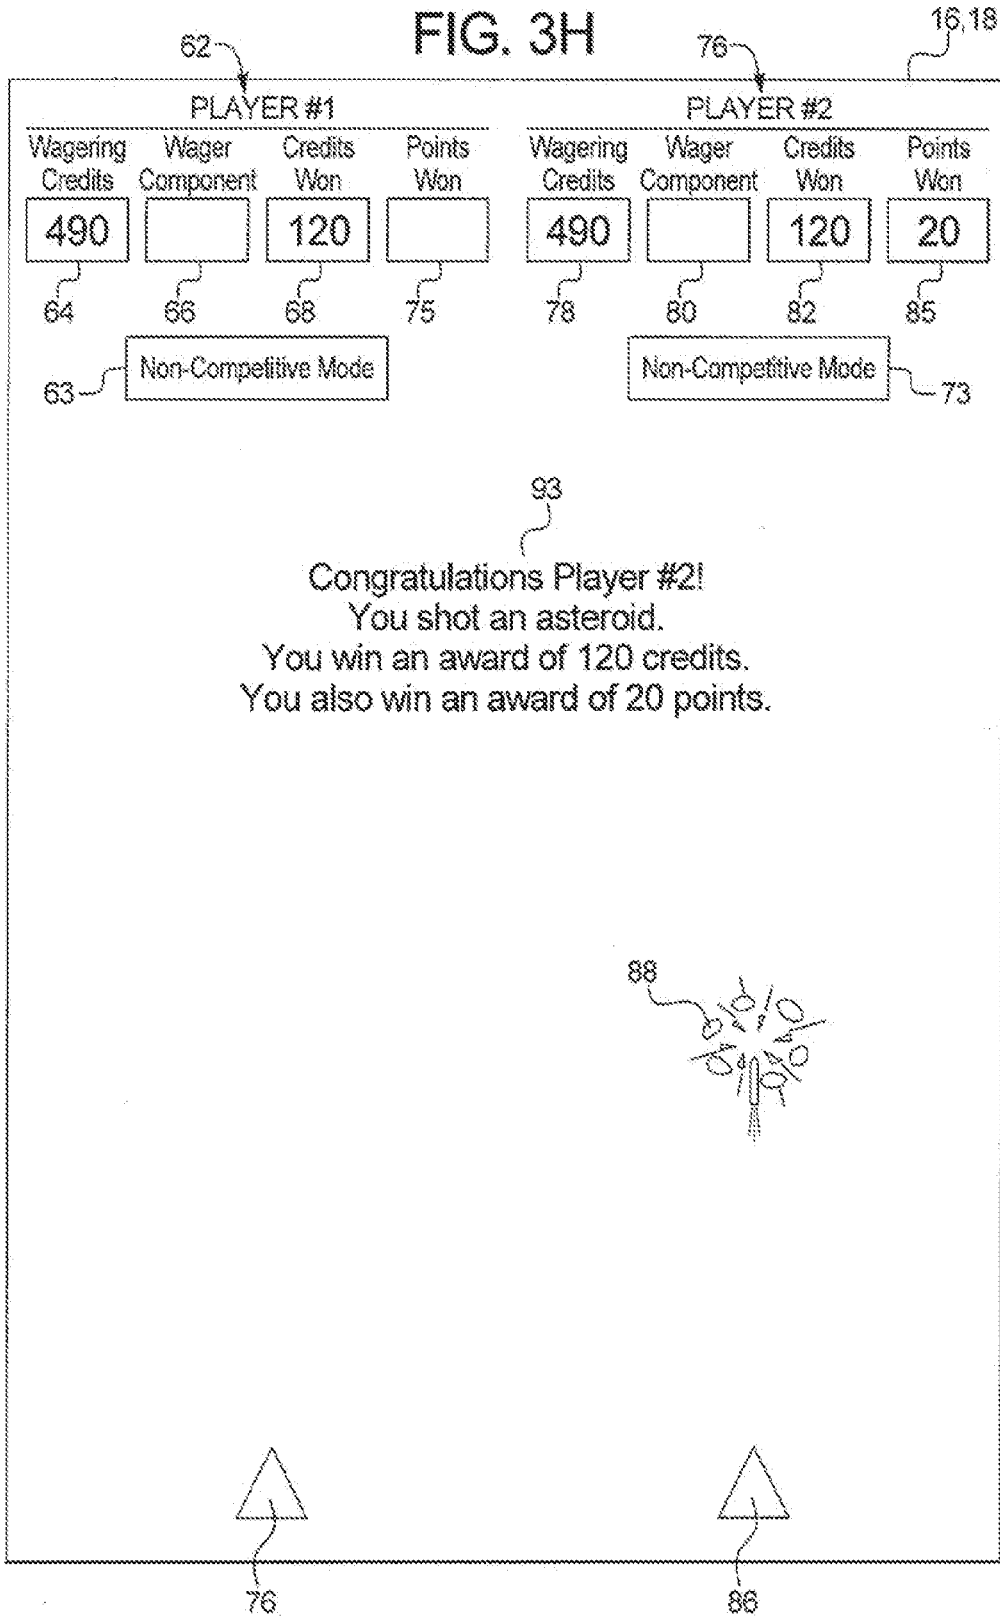 FIG. 3H
16,18
62
76
PLAYER #1
PLAYER #2
Wagering Credits
Wager Component
Credits Won
Points Won
Wagering Credits
Wager Component
Credits Won
Points Won
490
120
490
120
20
64
66
68
75
78
80
82
85
Non-Competitive Mode
Non-Competitive Mode
63
73
93
Congratulations Player #2!
You shot an asteroid.
You win an award of 120 credits.
You also win an award of 20 points.
88
76
86